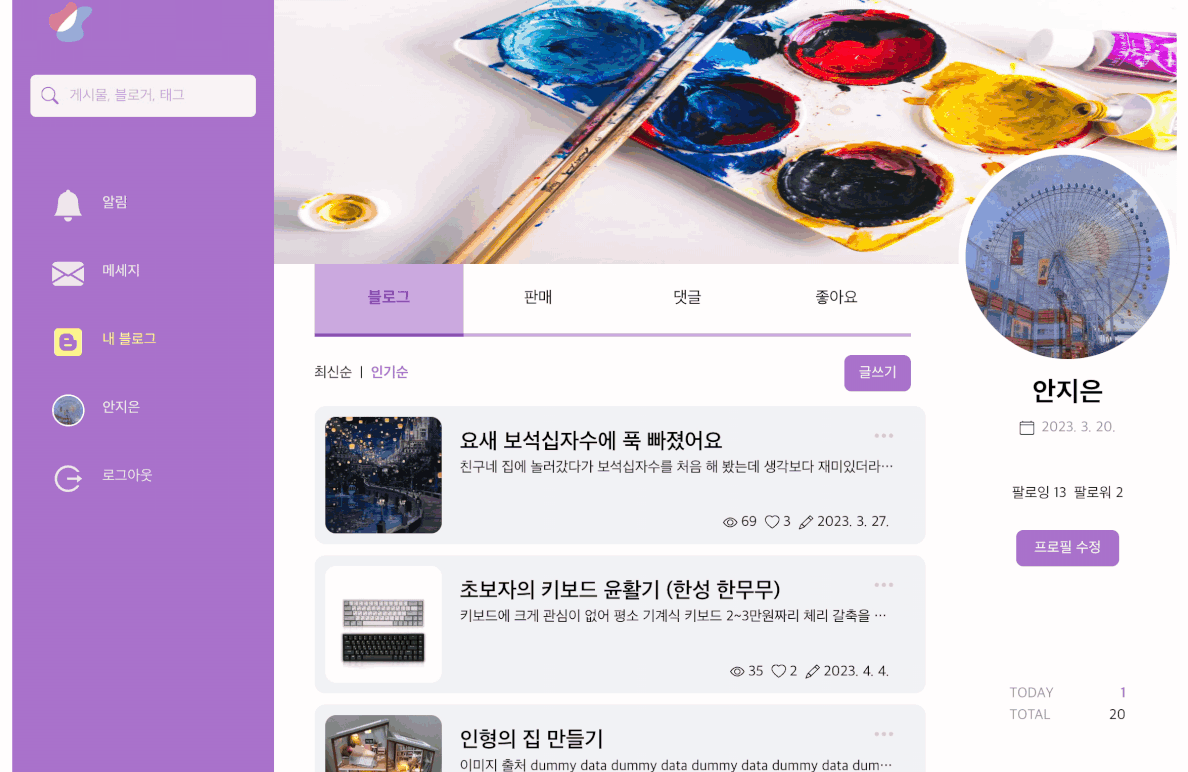 게시물, 블로거, 태그
알림
메세지
내 블로그
안지은
로그아웃
블로그 판매 댓글 좋아요
최신순 | 인기순 글쓰기
요새 보석십자수에 푹 빠졌어요
친구네 집에 놀러갔다가 보석십자수를 처음 해 봤는데 생각보다 재미있더라…
69 3 2023. 3. 27.
초보자의 키보드 윤활기 (한성 한무무)
키보드에 크게 관심이 없어 평소 기계식 키보드 2~3만원짜리 체리 갈축을 …
35 2 2023. 4. 4.
인형의 집 만들기
이미지 출처 dummy data dummy data dummy data dummy data dum…
안지은
2023. 3. 20.
팔로잉 13 팔로워 2
프로필 수정
TODAY 1
TOTAL 20